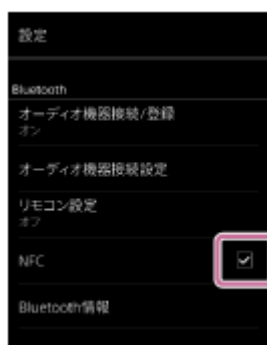 設定
Bluetooth
オーディオ機器接続/登録
オン
オーディオ機器接続設定
リモコン設定
オフ
NFC
Bluetooth情報